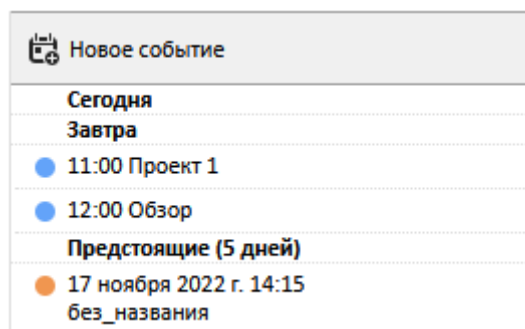 Новое событие
Сегодня
Завтра
11:00 Проект 1
12:00 Обзор
Предстоящие (5 дней)
17 ноября 2022 г. 14:15
без_названия